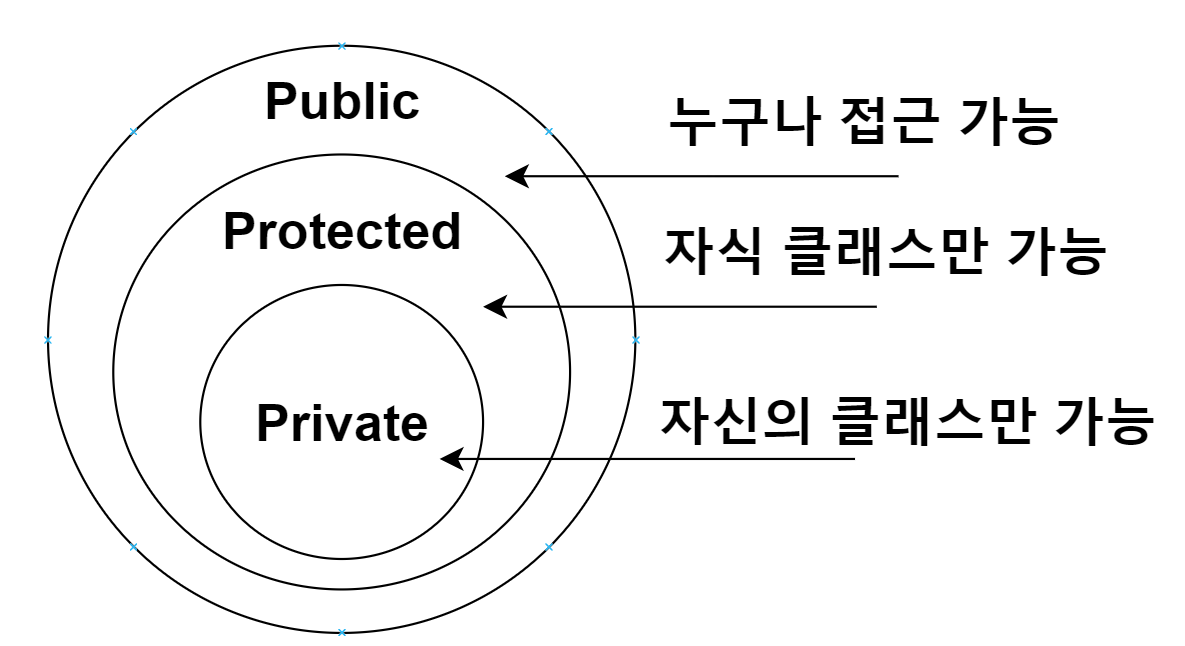 Public
누구나 접근 가능
Protected
자식 클래스만 가능
Private
자신의 클래스만 가능